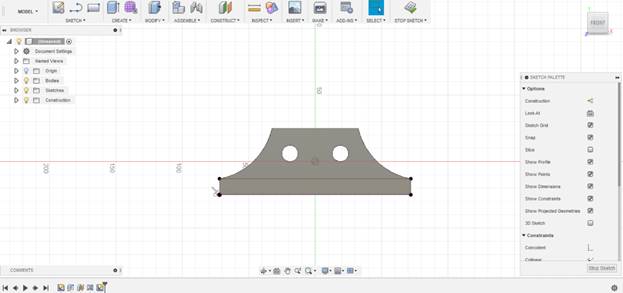 MODEL
SKETCH
CREATE
MODIFY
ASSEMBLE
CONSTRUCT
INSPECT
INSERT
MAKE
ADD-INS
SELECT
STOP SKETCH
BROWSER
FRONT
(Unsaved)
Document Settings
Named Views
Origin
Bodies
Sketches
Construction
50
50
100
150
200
SKETCH PALETTE
Options
Construction
Look At
Sketch Grid
Snap
Slice
Show Profile
Show Points
Show Dimensions
Show Constraints
Show Projected Geometries
3D Sketch
Constraints
Coincident
Collinear
Stop Sketch
COMMENTS